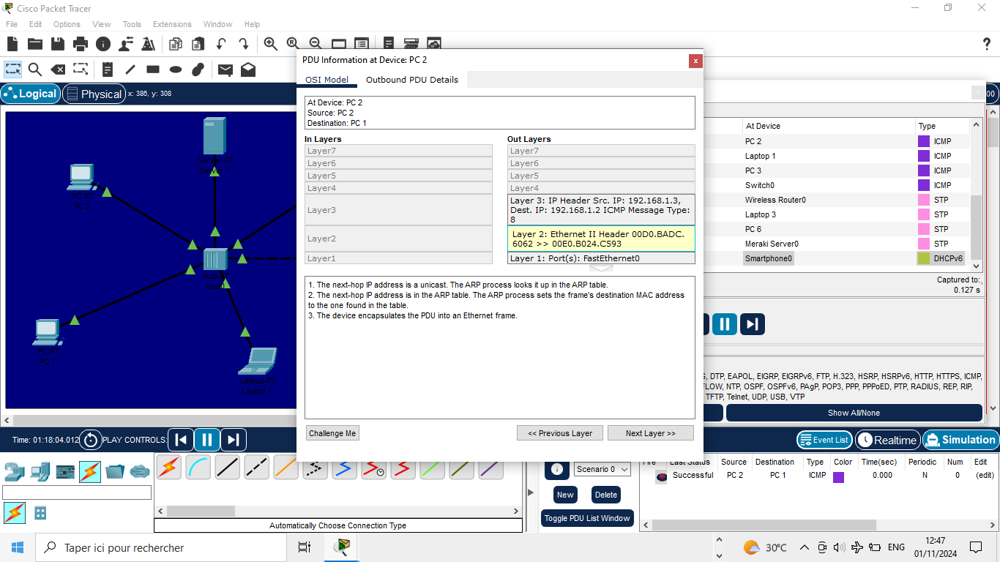 Cisco Packet Tracer
File Edit Options View Tools Extensions Window Help
Logical
Physical
x: 386, y: 308
Server-PT
PC-PT
PC 2
PC-PT
PC 1
Laptop-PT
Laptop 1
PDU Information at Device: PC 2
OSI Model
Outbound PDU Details
At Device: PC 2
Source: PC 2
Destination: PC 1
In Layers
Layer7
Layer6
Layer5
Layer4
Layer3
Layer2
Layer1
Out Layers
Layer7
Layer6
Layer5
Layer4
Layer 3: IP Header Src. IP: 192.168.1.3,
Dest. IP: 192.168.1.2 ICMP Message Type:
8
Layer 2: Ethernet II Header 00D0.BADC.
6062 >> 00E0.B024.C593
Layer 1: Port(s): FastEthernet0
1. The next-hop IP address is a unicast. The ARP process looks it up in the ARP table.
2. The next-hop IP address is in the ARP table. The ARP process sets the frame's destination MAC address
to the one found in the table.
3. The device encapsulates the PDU into an Ethernet frame.
Challenge Me
<< Previous Layer
Next Layer >>
At Device Type
PC 2 ICMP
Laptop 1 ICMP
PC 3 ICMP
Switch0 ICMP
Wireless Router0 STP
Laptop 3 STP
PC 6 STP
Meraki Server0 STP
Smartphone0 DHCPv6
Captured to:
0.127 s
DTP, EAPOL, EIGRP, EIGRPv6, FTP, H.323, HSRP, HSRPv6, HTTP, HTTPS, ICMP,
NTP, OSPF, OSPFv6, PAgP, POP3, PPP, PPPoED, PTP, RADIUS, REP, RIP,
TFTP, Telnet, UDP, USB, VTP
Show All/None
Time: 01:18:04.012
PLAY CONTROLS:
Event List
Realtime
Simulation
Scenario 0
New
Delete
Toggle PDU List Window
Fire Last Status Source Destination Type Color Time(sec) Periodic Num Edit
Successful PC 2 PC 1 ICMP 0.000 N 0 (edit)
Automatically Choose Connection Type
Taper ici pour rechercher
30°C
ENG
12:47
01/11/2024